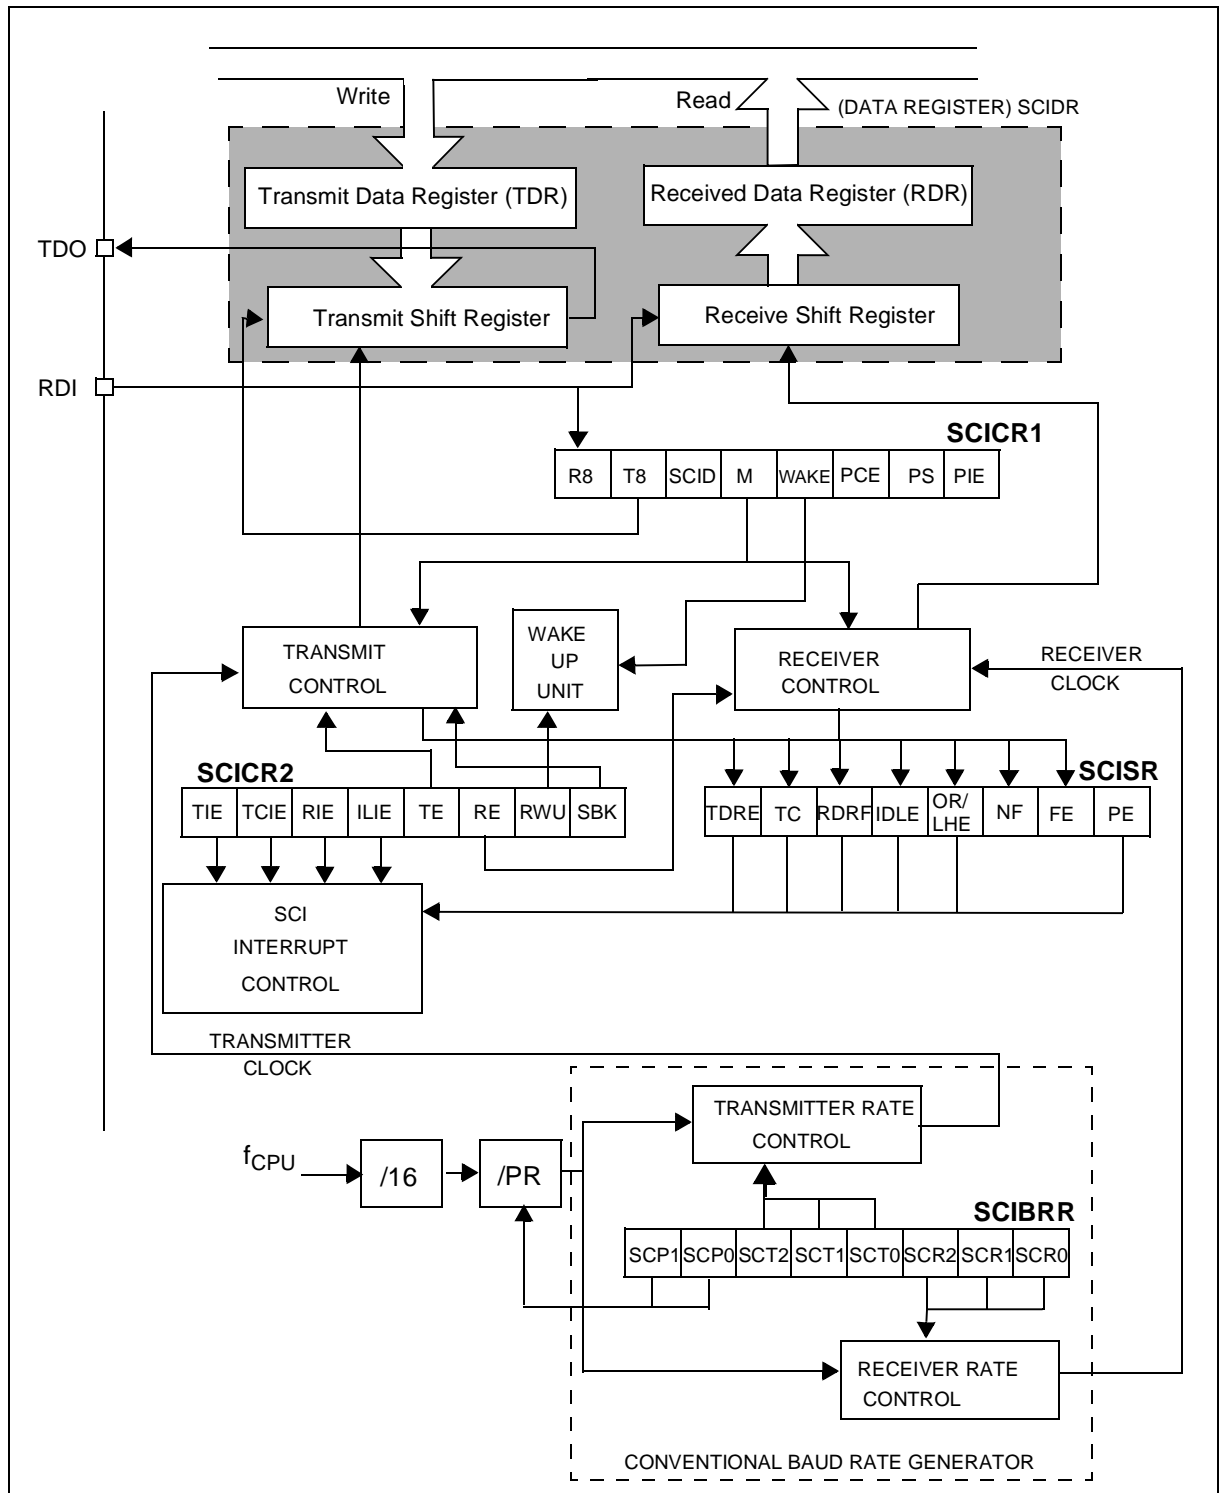 Write
Read
(DATA REGISTER) SCIDR
Transmit Data Register (TDR)
Received Data Register (RDR)
TDO
Transmit Shift Register
Receive Shift Register
RDI
SCICR1
R8 T8 SCID M WAKE PCE PS PIE
TRANSMIT
CONTROL
WAKE
UP
UNIT
RECEIVER
CONTROL
RECEIVER
CLOCK
SCICR2
SCISR
TIE TCIE RIE ILIE TE RE RWU SBK
TDRE TC RDRF IDLE OR/
LHE NF FE PE
SCI
INTERRUPT
CONTROL
TRANSMITTER
CLOCK
TRANSMITTER RATE
CONTROL
fCPU
/16
/PR
SCIBRR
SCP1 SCP0 SCT2 SCT1 SCT0 SCR2 SCR1 SCR0
RECEIVER RATE
CONTROL
CONVENTIONAL BAUD RATE GENERATOR